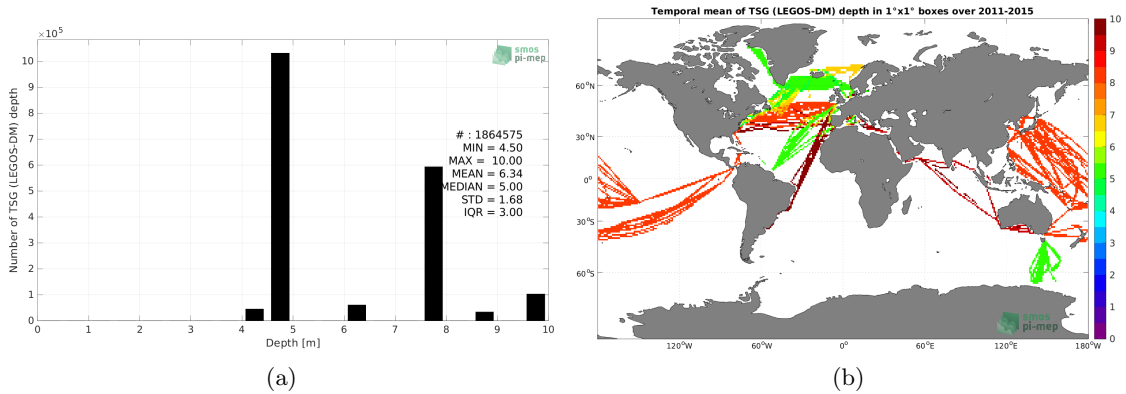 ×10⁵
smos
pi-mep
10
9
8
7
6
5
4
3
2
1
0
Number of TSG (LEGOS-DM) depth
# : 1864575
MIN = 4.50
MAX = 10.00
MEAN = 6.34
MEDIAN = 5.00
STD = 1.68
IQR = 3.00
0 1 2 3 4 5 6 7 8 9 10
Depth [m]
(a)
Temporal mean of TSG (LEGOS-DM) depth in 1°x1° boxes over 2011-2015
60°N
30°N
0°
30°S
60°S
120°W 60°W 0° 60°E 120°E 180°W
smos
pi-mep
10
9
8
7
6
5
4
3
2
1
0
(b)